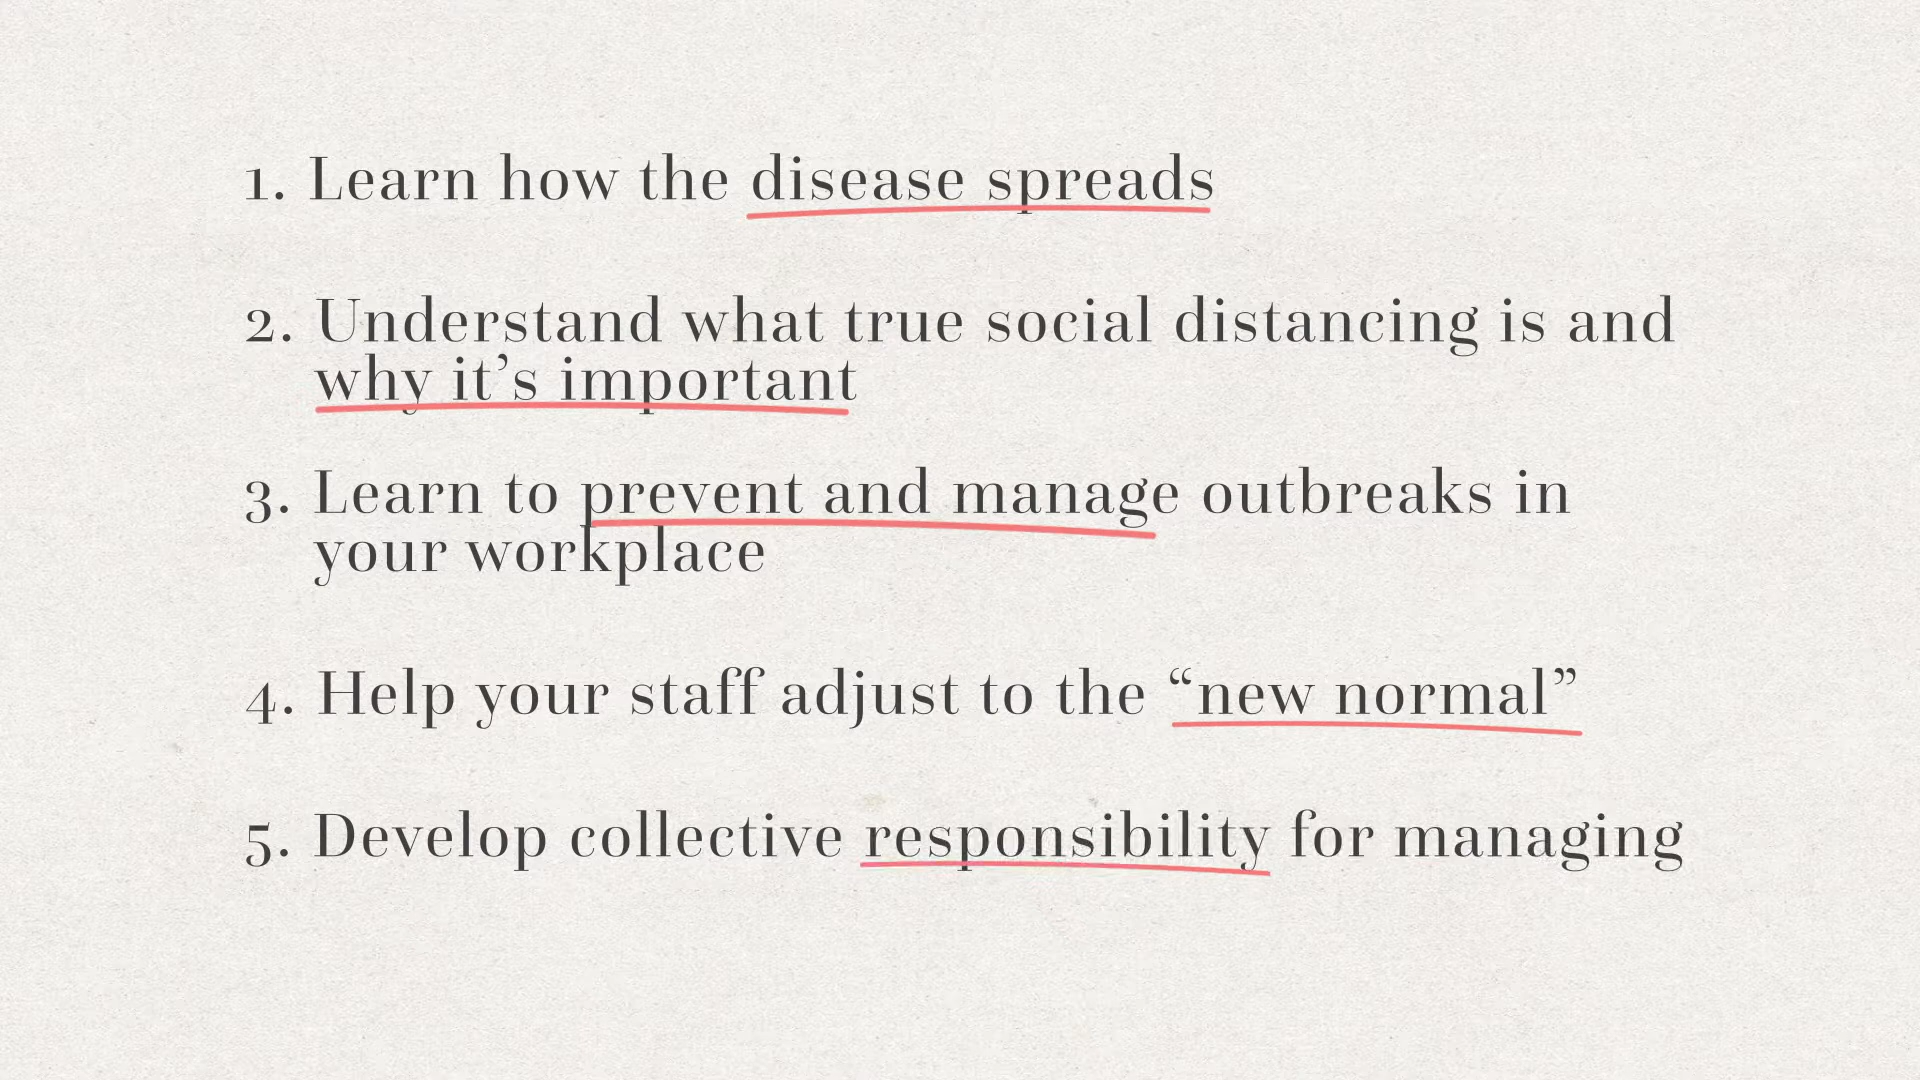 1. Learn how the disease spreads
2. Understand what true social distancing is and
why it’s important
3. Learn to prevent and manage outbreaks in
your workplace
4. Help your staff adjust to the “new normal”
5. Develop collective responsibility for managing